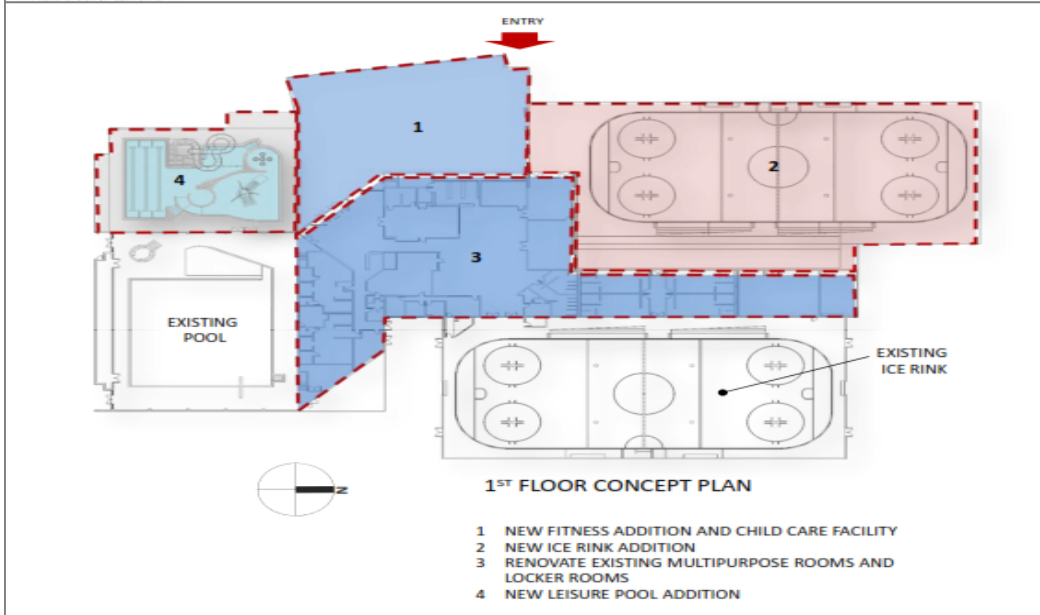 ENTRY
1
2
4
3
EXISTING
POOL
EXISTING
ICE RINK
N
1ST FLOOR CONCEPT PLAN
1 NEW FITNESS ADDITION AND CHILD CARE FACILITY
2 NEW ICE RINK ADDITION
3 RENOVATE EXISTING MULTIPURPOSE ROOMS AND
LOCKER ROOMS
4 NEW LEISURE POOL ADDITION